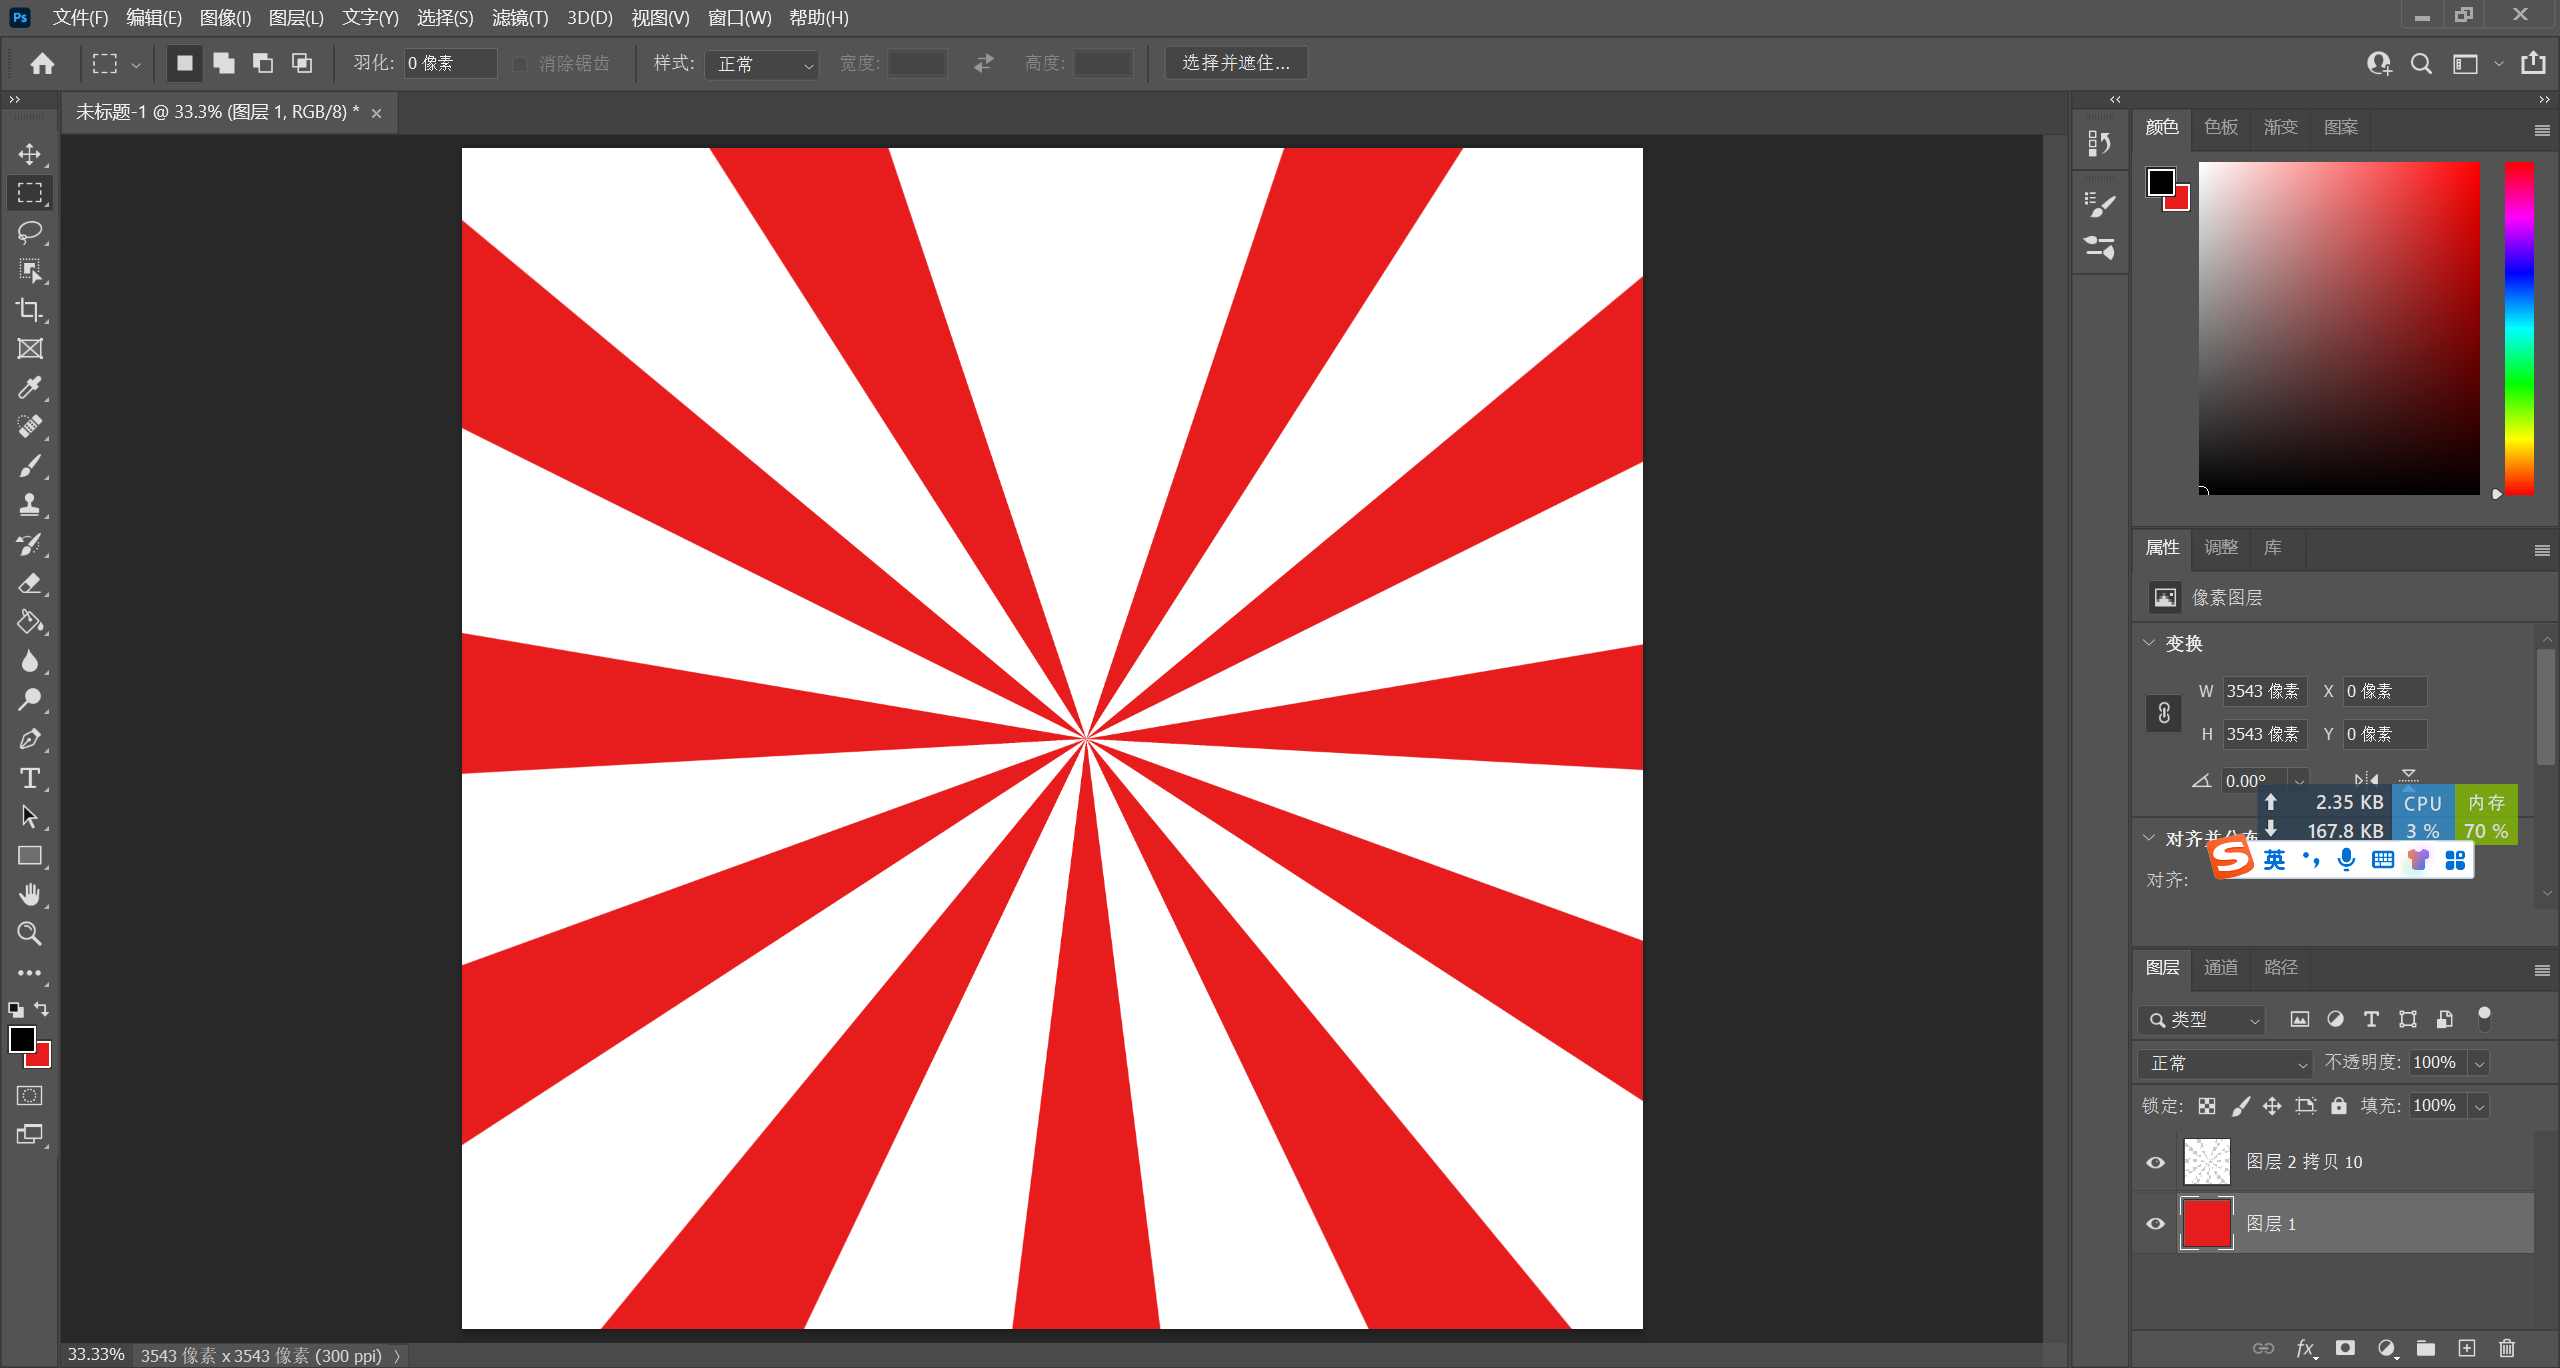 Ps 文件(F) 编辑(E) 图像(I) 图层(L) 文字(Y) 选择(S) 滤镜(T) 3D(D) 视图(V) 窗口(W) 帮助(H)
羽化: 0 像素 消除锯齿 样式: 正常 宽度: 高度: 选择并遮住...
未标题-1 @ 33.3% (图层 1, RGB/8) *
颜色 色板 渐变 图案
属性 调整 库
像素图层
变换
W 3543 像素 X 0 像素
H 3543 像素 Y 0 像素
0.00°
2.35 KB CPU 内存
167.8 KB 3 % 70 %
对齐并分布
英
对齐:
图层 通道 路径
类型
正常 不透明度: 100%
锁定: 填充: 100%
图层 2 拷贝 10
图层 1
fx
33.33% 3543 像素 x 3543 像素 (300 ppi)